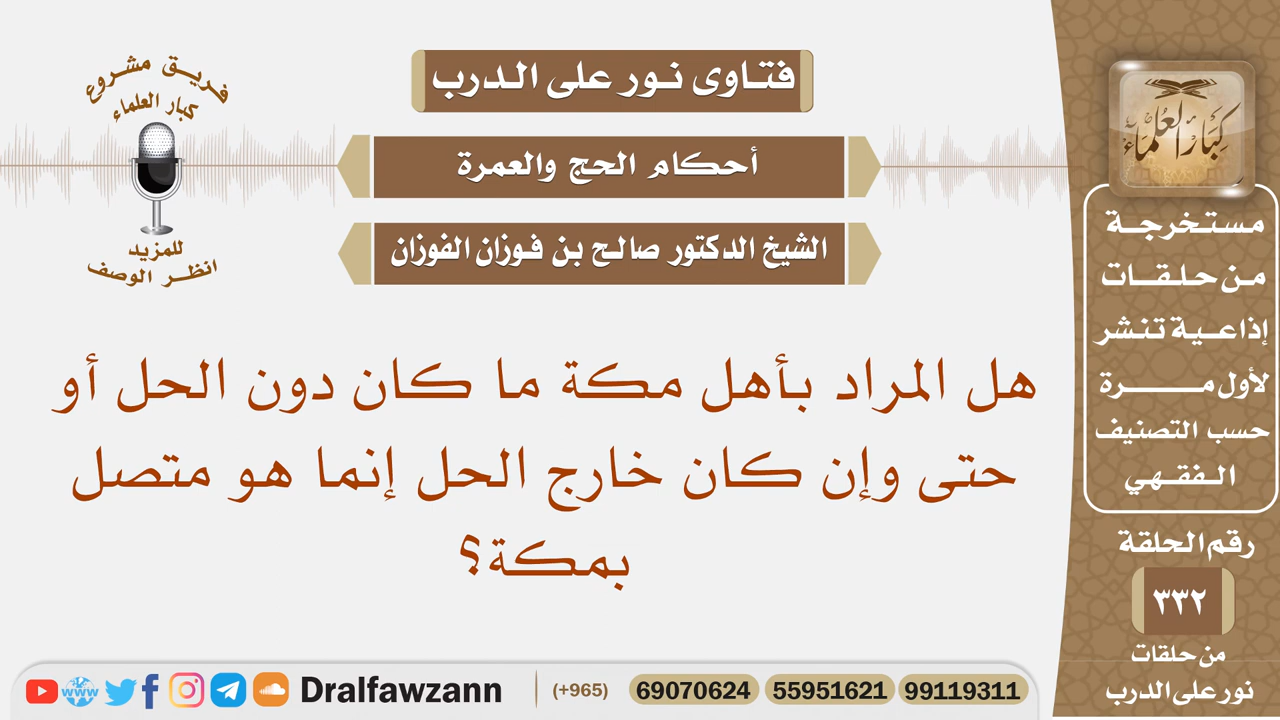 فتاوى نور على الدرب
أحكام الحج والعمرة
الشيخ الدكتور صالح بن فوزان الفوزان
فريق مشروع
كبار العلماء
للمزيد
انظر الوصف
هل المراد بأهل مكة ما كان دون الحل أو
حتى وإن كان خارج الحل إنما هو متصل
بمكة؟
كبار العلماء
مستخرجة
من حلقات
إذاعية تنشر
لأول مرة
حسب التصنيف
الفقهي
رقم الحلقة
٣٣٢
من حلقات
نور على الدرب
www Dralfawzann (+965) 69070624 55951621 99119311